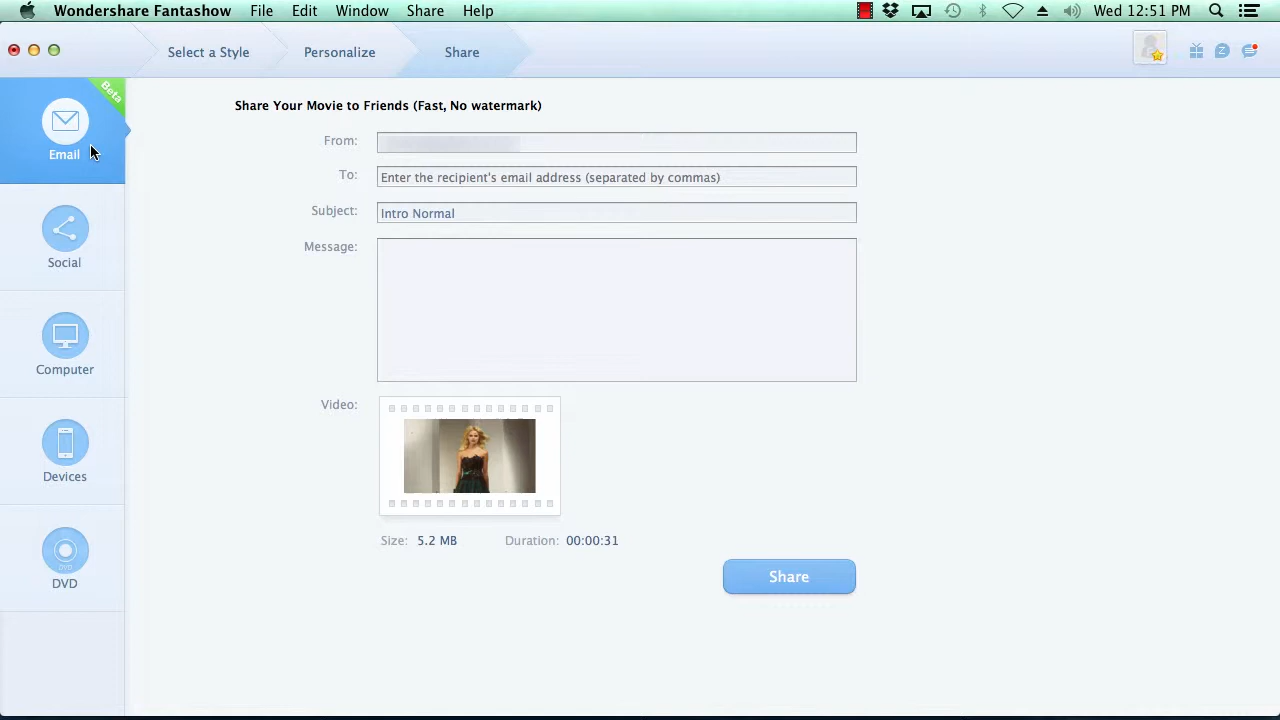 Wondershare Fantashow File Edit Window Share Help Wed 12:51 PM
Select a Style Personalize Share
Beta
Email
Social
Computer
Devices
DVD
DVD
Share Your Movie to Friends (Fast, No watermark)
From:
To: Enter the recipient's email address (separated by commas)
Subject: Intro Normal
Message:
Video:
Size: 5.2 MB Duration: 00:00:31
Share